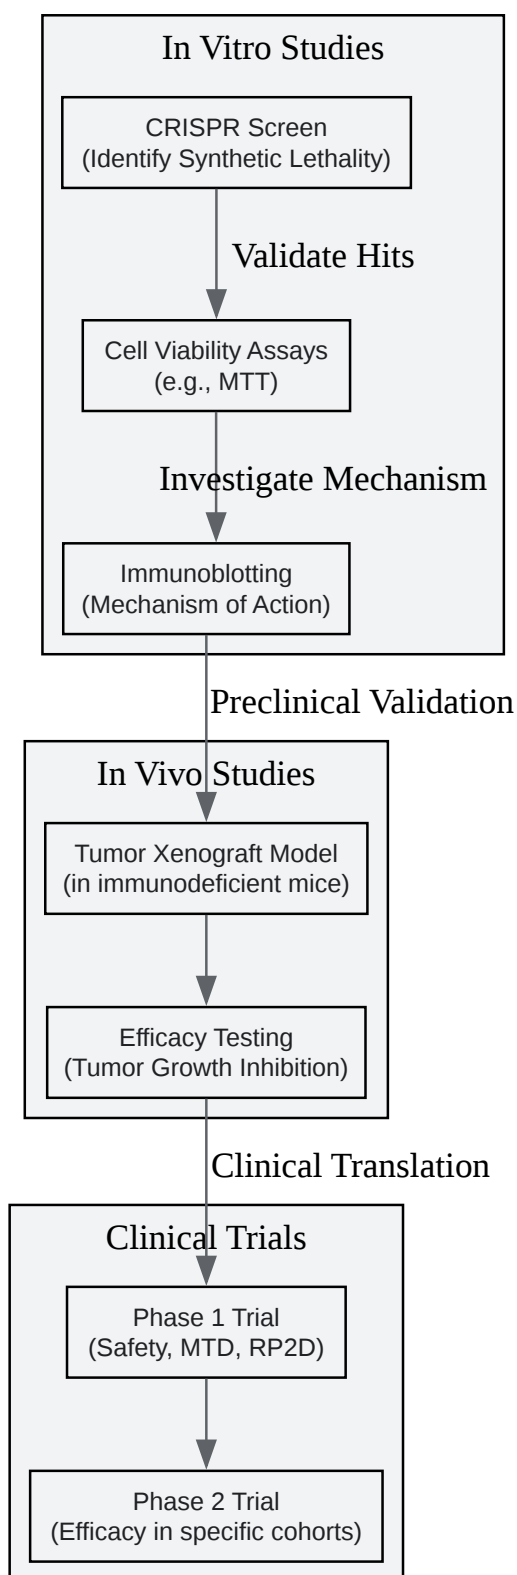 In Vitro Studies
CRISPR Screen
(Identify Synthetic Lethality)
Validate Hits
Cell Viability Assays
(e.g., MTT)
Investigate Mechanism
Immunoblotting
(Mechanism of Action)
Preclinical Validation
In Vivo Studies
Tumor Xenograft Model
(in immunodeficient mice)
Efficacy Testing
(Tumor Growth Inhibition)
Clinical Translation
Clinical Trials
Phase 1 Trial
(Safety, MTD, RP2D)
Phase 2 Trial
(Efficacy in specific cohorts)